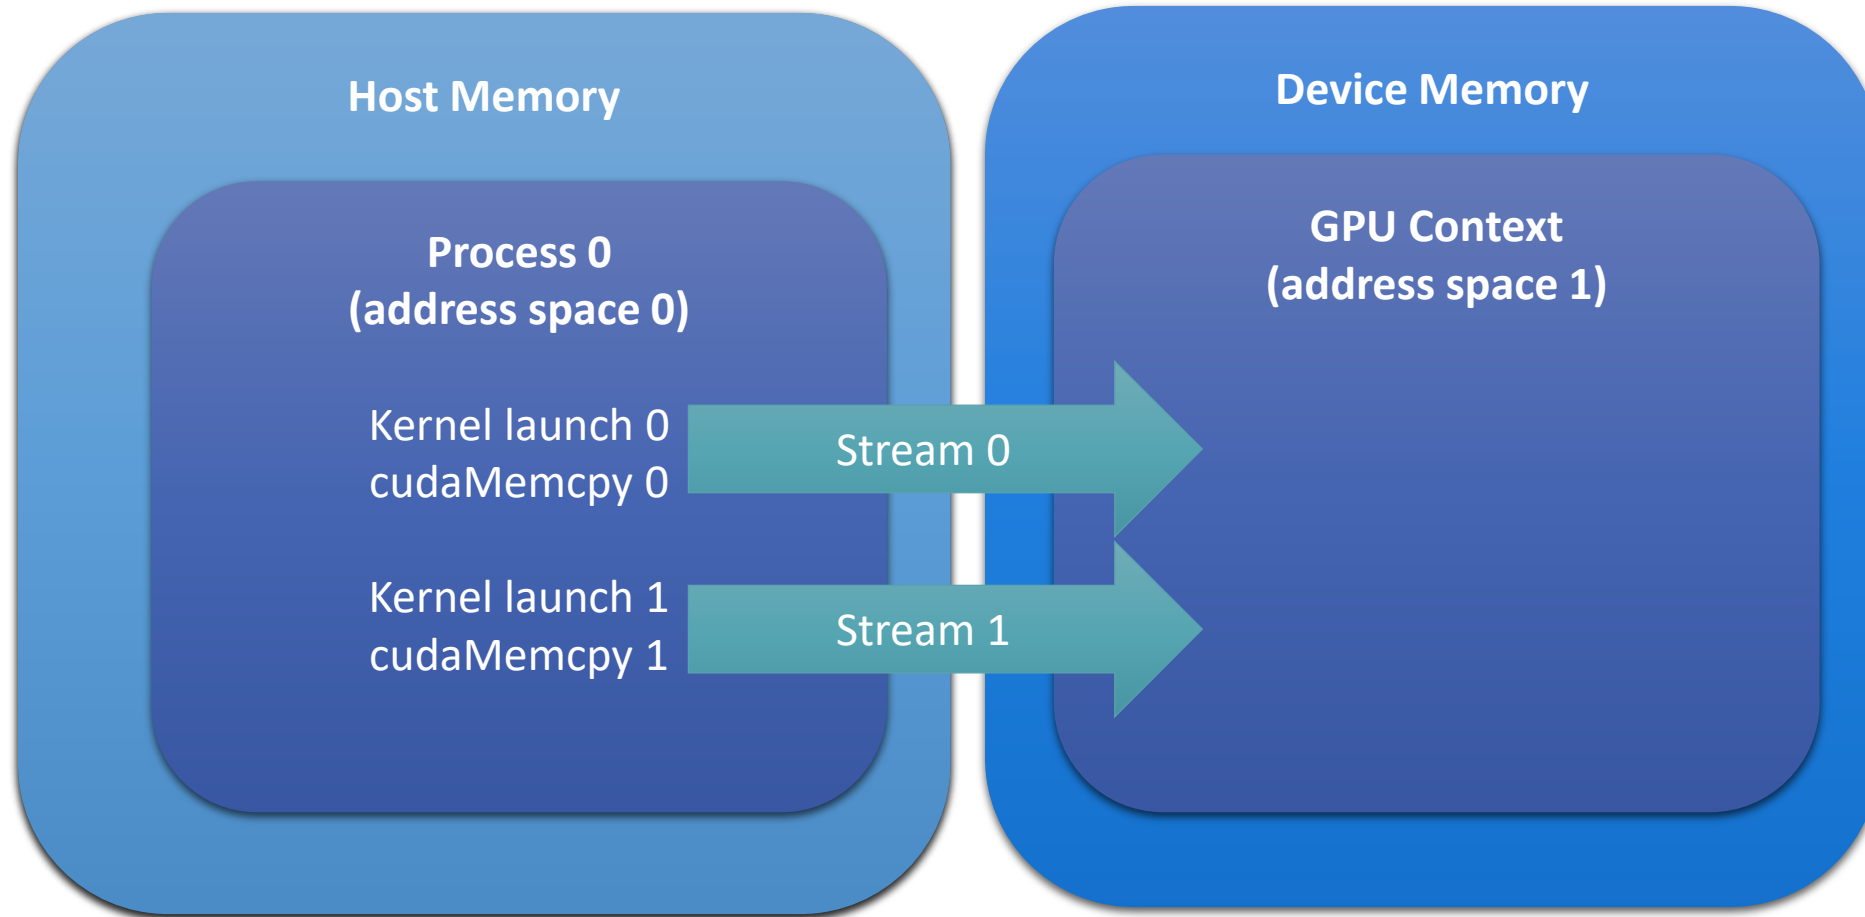 Host Memory
Process 0
(address space 0)
Kernel launch 0
cudaMemcpy 0
Kernel launch 1
cudaMemcpy 1
Stream 0
Stream 1
Device Memory
GPU Context
(address space 1)